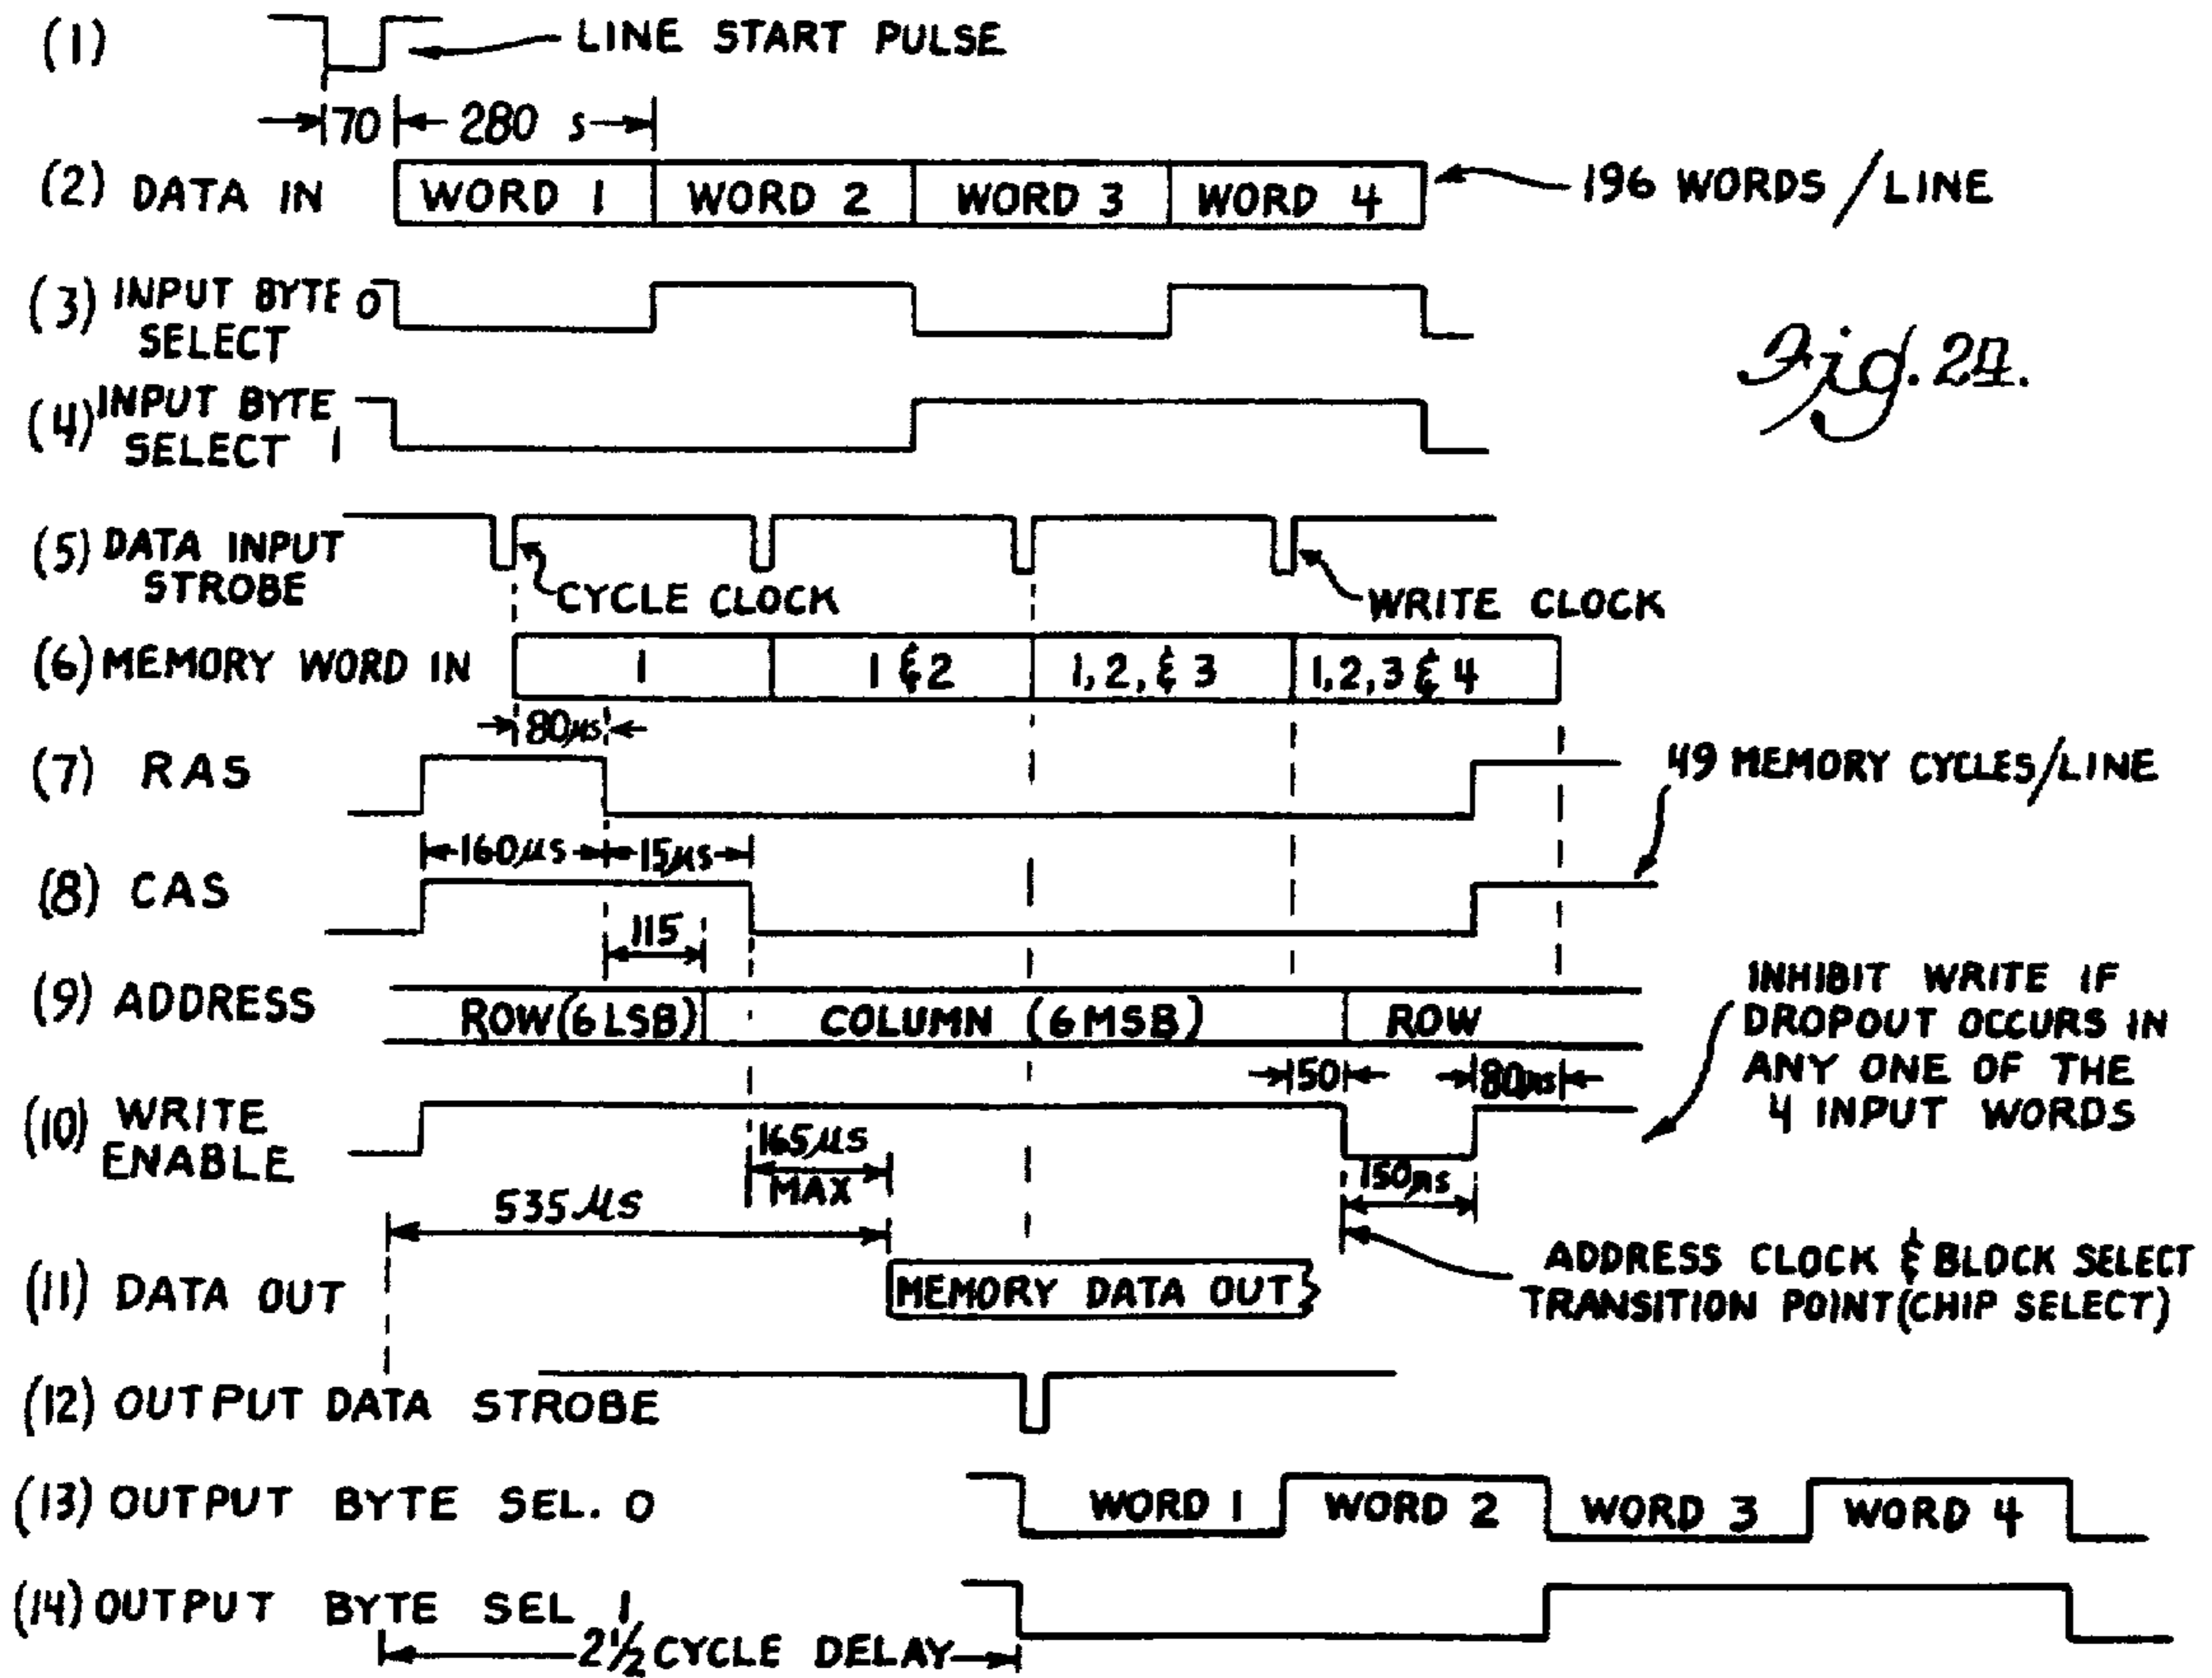 (1) LINE START PULSE
70 280 s
(2) DATA IN WORD 1 WORD 2 WORD 3 WORD 4 196 WORDS/LINE
(3) INPUT BYTE 0
SELECT
Fig. 24.
(4) INPUT BYTE
SELECT 1
(5) DATA INPUT
STROBE
CYCLE CLOCK
WRITE CLOCK
(6) MEMORY WORD IN 1 1 & 2 1, 2, & 3 1, 2, 3 & 4
80µs
(7) RAS
49 MEMORY CYCLES/LINE
160µs 15µs
(8) CAS
115
(9) ADDRESS ROW (6 LSB) COLUMN (6 MSB) ROW
INHIBIT WRITE IF
DROPOUT OCCURS IN
ANY ONE OF THE
4 INPUT WORDS
50 80ns
(10) WRITE
ENABLE
165µs
MAX
150ns
535µs
(11) DATA OUT MEMORY DATA OUT
ADDRESS CLOCK & BLOCK SELECT
TRANSITION POINT (CHIP SELECT)
(12) OUTPUT DATA STROBE
(13) OUTPUT BYTE SEL. 0 WORD 1 WORD 2 WORD 3 WORD 4
(14) OUTPUT BYTE SEL 1
2½ CYCLE DELAY